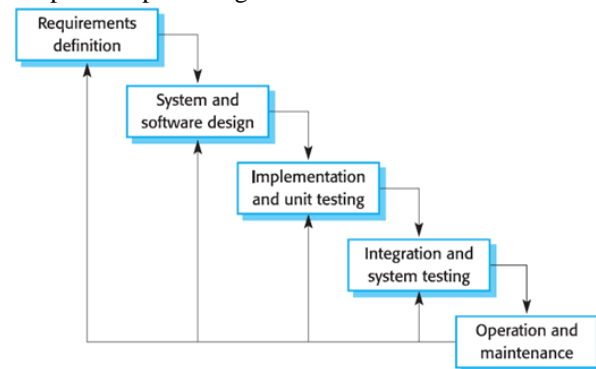 Requirements
definition
System and
software design
Implementation
and unit testing
Integration and
system testing
Operation and
maintenance